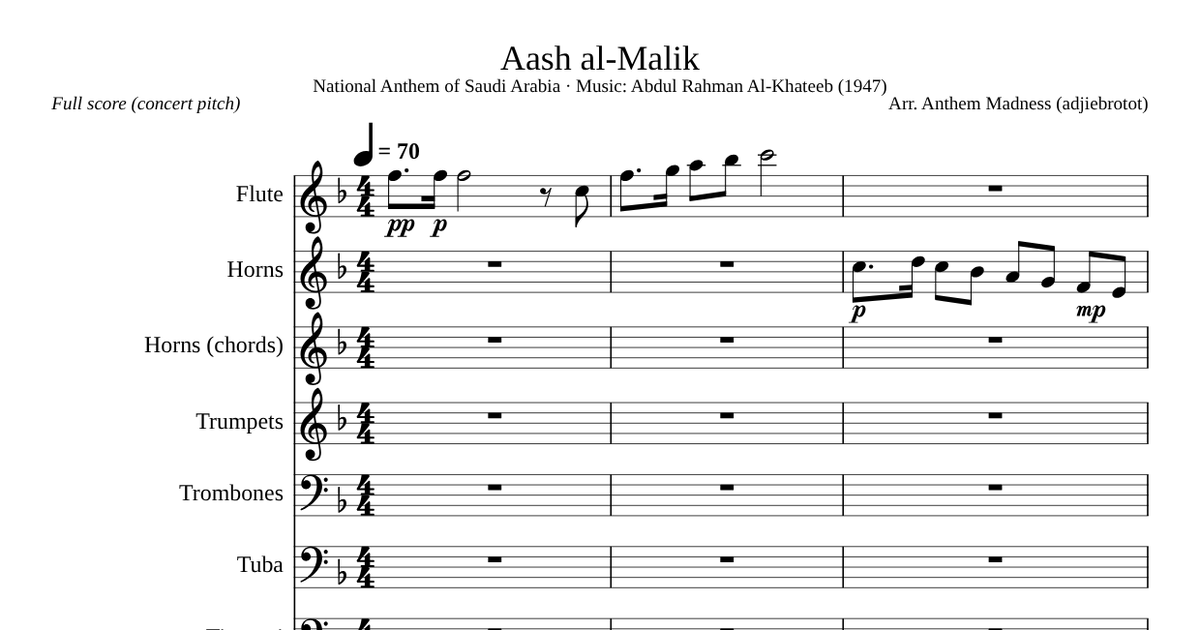 Aash al-Malik
National Anthem of Saudi Arabia · Music: Abdul Rahman Al-Khateeb (1947)
Full score (concert pitch)
Arr. Anthem Madness (adjiebrotot)
= 70
Flute
pp p
Horns
p mp
Horns (chords)
Trumpets
Trombones
Tuba